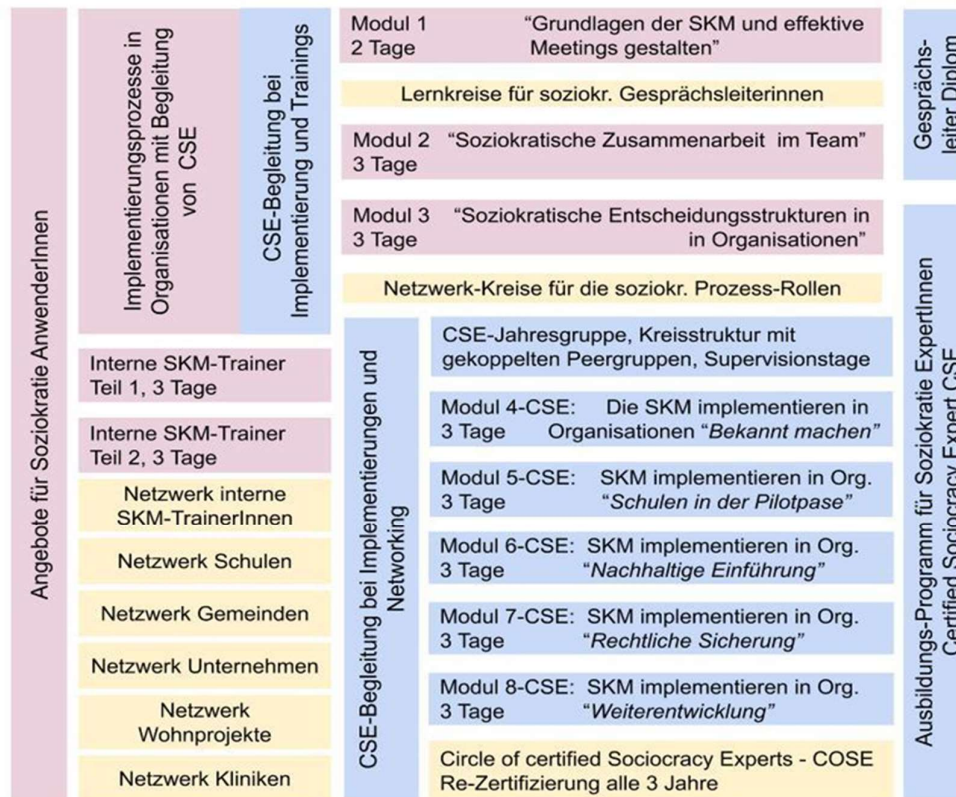 Angebote für Soziokratie AnwenderInnen
Implementierungsprozesse in
Organisationen mit Begleitung
von CSE
CSE-Begleitung bei
Implementierung und Trainings
Modul 1 “Grundlagen der SKM und effektive
2 Tage Meetings gestalten”
Lernkreise für soziokr. Gesprächsleiterinnen
Modul 2 “Soziokratische Zusammenarbeit im Team”
3 Tage
Modul 3 “Soziokratische Entscheidungsstrukturen in
3 Tage in Organisationen”
Netzwerk-Kreise für die soziokr. Prozess-Rollen
Gesprächs-
leiter Diplom
Interne SKM-Trainer
Teil 1, 3 Tage
Interne SKM-Trainer
Teil 2, 3 Tage
Netzwerk interne
SKM-TrainerInnen
Netzwerk Schulen
Netzwerk Gemeinden
Netzwerk Unternehmen
Netzwerk
Wohnprojekte
Netzwerk Kliniken
CSE-Begleitung bei Implementierungen und
Networking
CSE-Jahresgruppe, Kreisstruktur mit
gekoppelten Peergruppen, Supervisionstage
Modul 4-CSE: Die SKM implementieren in
3 Tage Organisationen “Bekannt machen”
Modul 5-CSE: SKM implementieren in Org.
3 Tage “Schulen in der Pilotpase”
Modul 6-CSE: SKM implementieren in Org.
3 Tage “Nachhaltige Einführung”
Modul 7-CSE: SKM implementieren in Org.
3 Tage “Rechtliche Sicherung”
Modul 8-CSE: SKM implementieren in Org.
3 Tage “Weiterentwicklung”
Circle of certified Sociocracy Experts - COSE
Re-Zertifizierung alle 3 Jahre
Ausbildungs-Programm für Soziokratie ExpertInnen
Certified Sociocracy Expert CSE